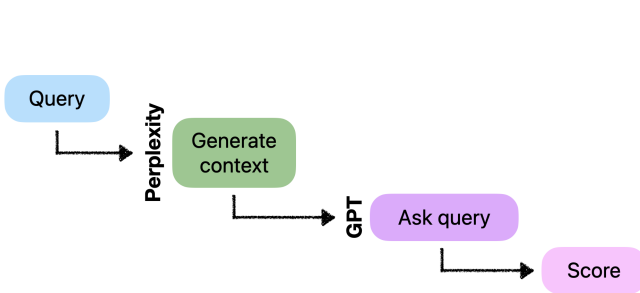 Query
Perplexity
Generate
context
GPT
Ask query
Score